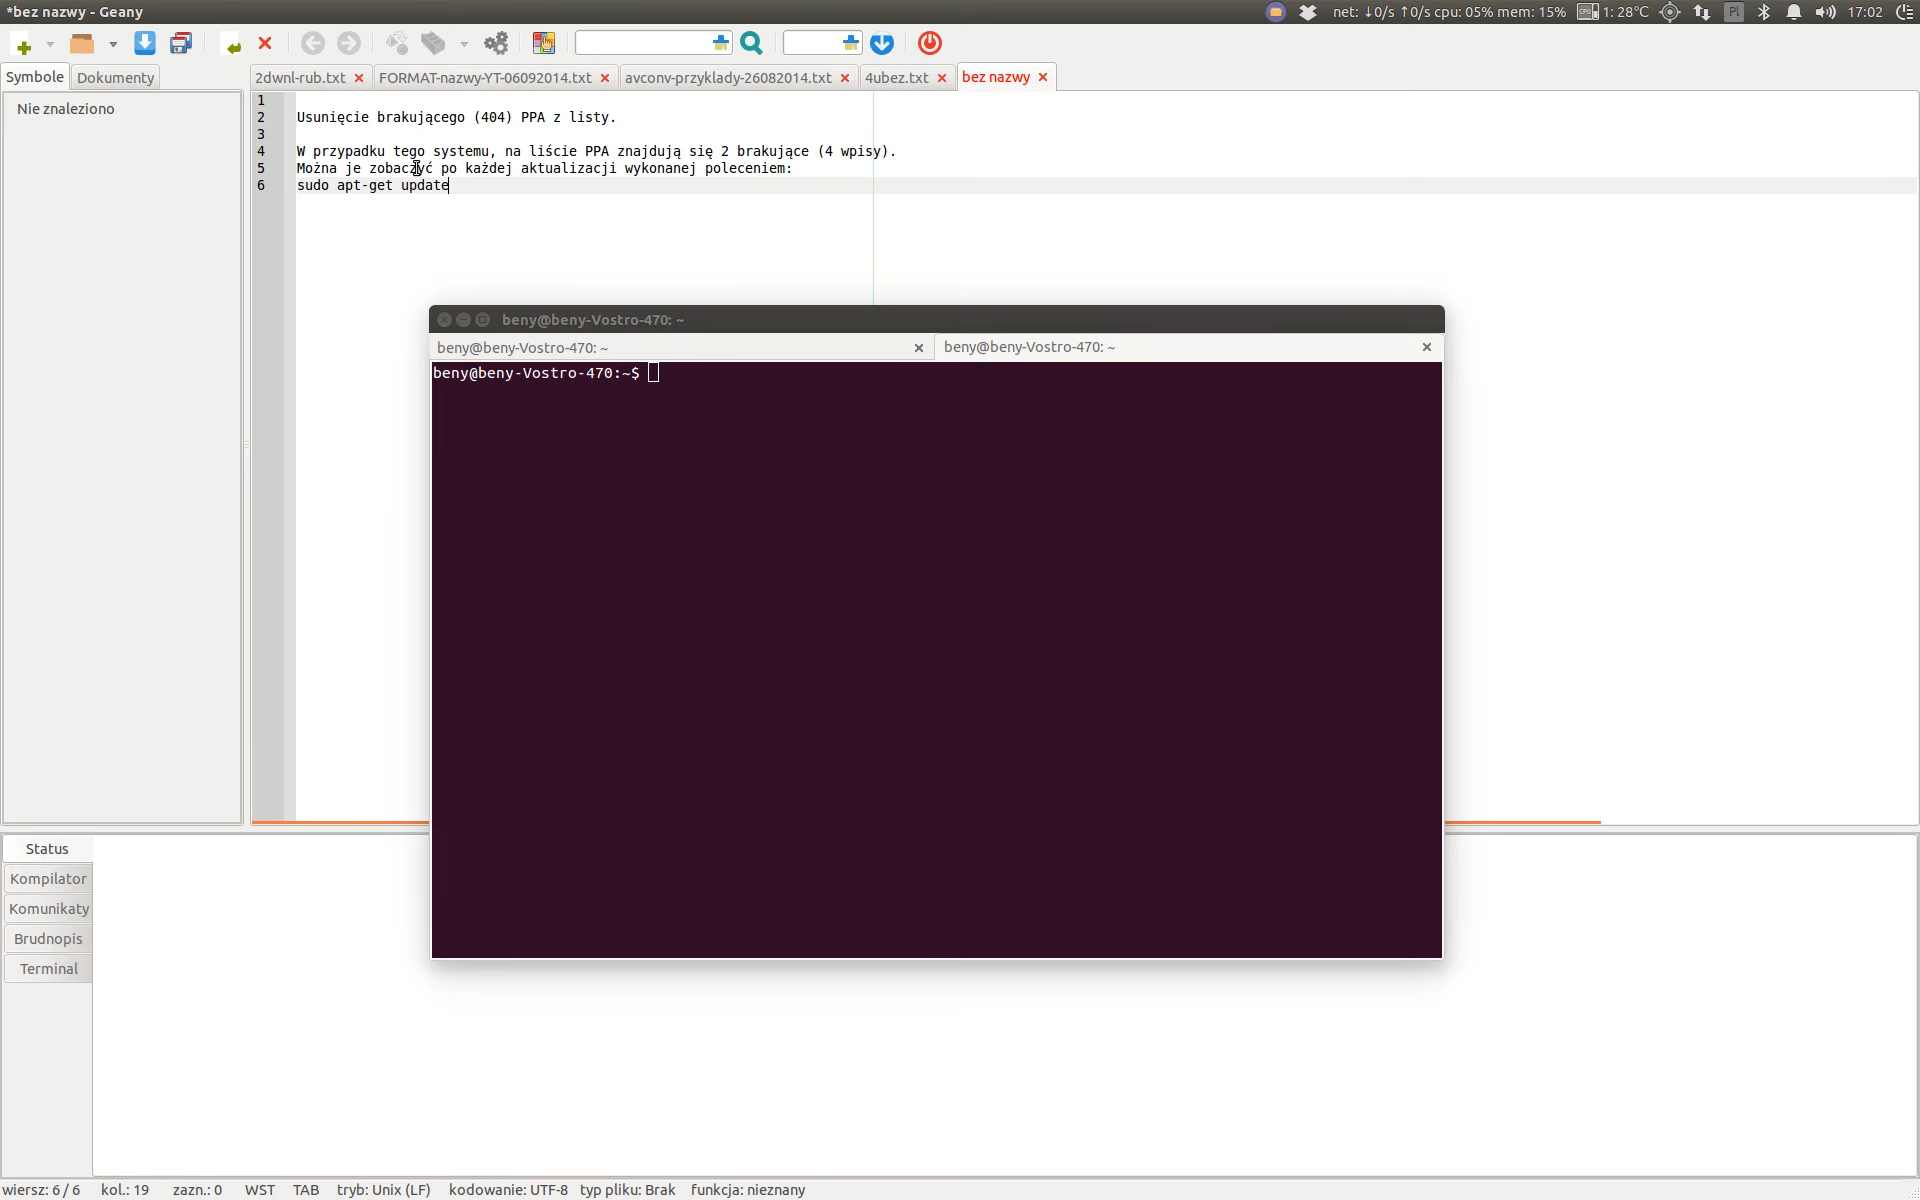 *bez nazwy - Geany
net: ↓0/s ↑0/s cpu: 05% mem: 15% 1: 28℃ Pl 17:02
Symbole Dokumenty
2dwnl-rub.txt FORMAT-nazwy-YT-06092014.txt avconv-przyklady-26082014.txt 4ubez.txt bez nazwy
Nie znaleziono
1
2 Usunięcie brakującego (404) PPA z listy.
3
4 W przypadku tego systemu, na liście PPA znajdują się 2 brakujące (4 wpisy).
5 Można je zobaczyć po każdej aktualizacji wykonanej poleceniem:
6 sudo apt-get update
beny@beny-Vostro-470: ~
beny@beny-Vostro-470: ~ beny@beny-Vostro-470: ~
beny@beny-Vostro-470:~$
Status
Kompilator
Komunikaty
Brudnopis
Terminal
wiersz: 6 / 6 kol.: 19 zazn.: 0 WST TAB tryb: Unix (LF) kodowanie: UTF-8 typ pliku: Brak funkcja: nieznany